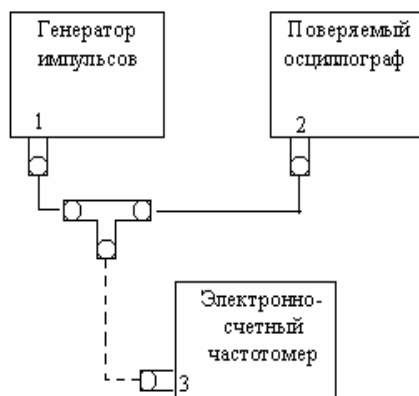 Генератор
импульсов
1
Поверяемый
осциллограф
2
Электронно-
счетный
частотомер
3